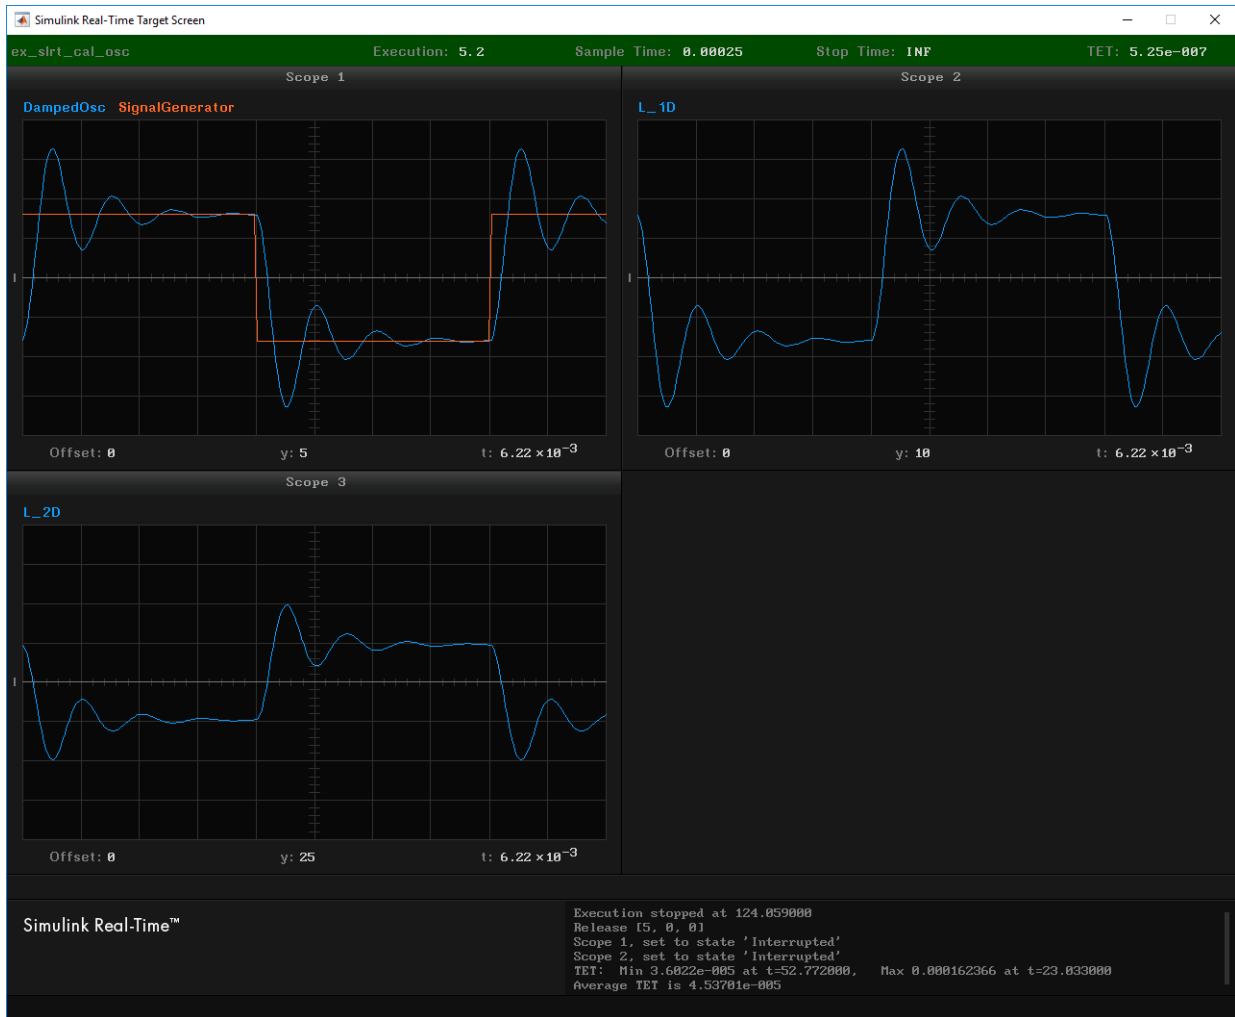 Simulink Real-Time Target Screen
ex_slrt_cal_osc Execution: 5.2 Sample Time: 0.00025 Stop Time: INF TET: 5.25e-007
Scope 1
DampedOsc SignalGenerator
Offset: 0 y: 5 t: 6.22×10⁻³
Scope 2
L_1D
Offset: 0 y: 10 t: 6.22×10⁻³
Scope 3
L_2D
Offset: 0 y: 25 t: 6.22×10⁻³
Simulink Real-Time™
Execution stopped at 124.059000
Release [5, 0, 0]
Scope 1, set to state 'Interrupted'
Scope 2, set to state 'Interrupted'
TET: Min 3.6022e-005 at t=52.772000, Max 0.000162366 at t=23.033000
Average TET is 4.53701e-005